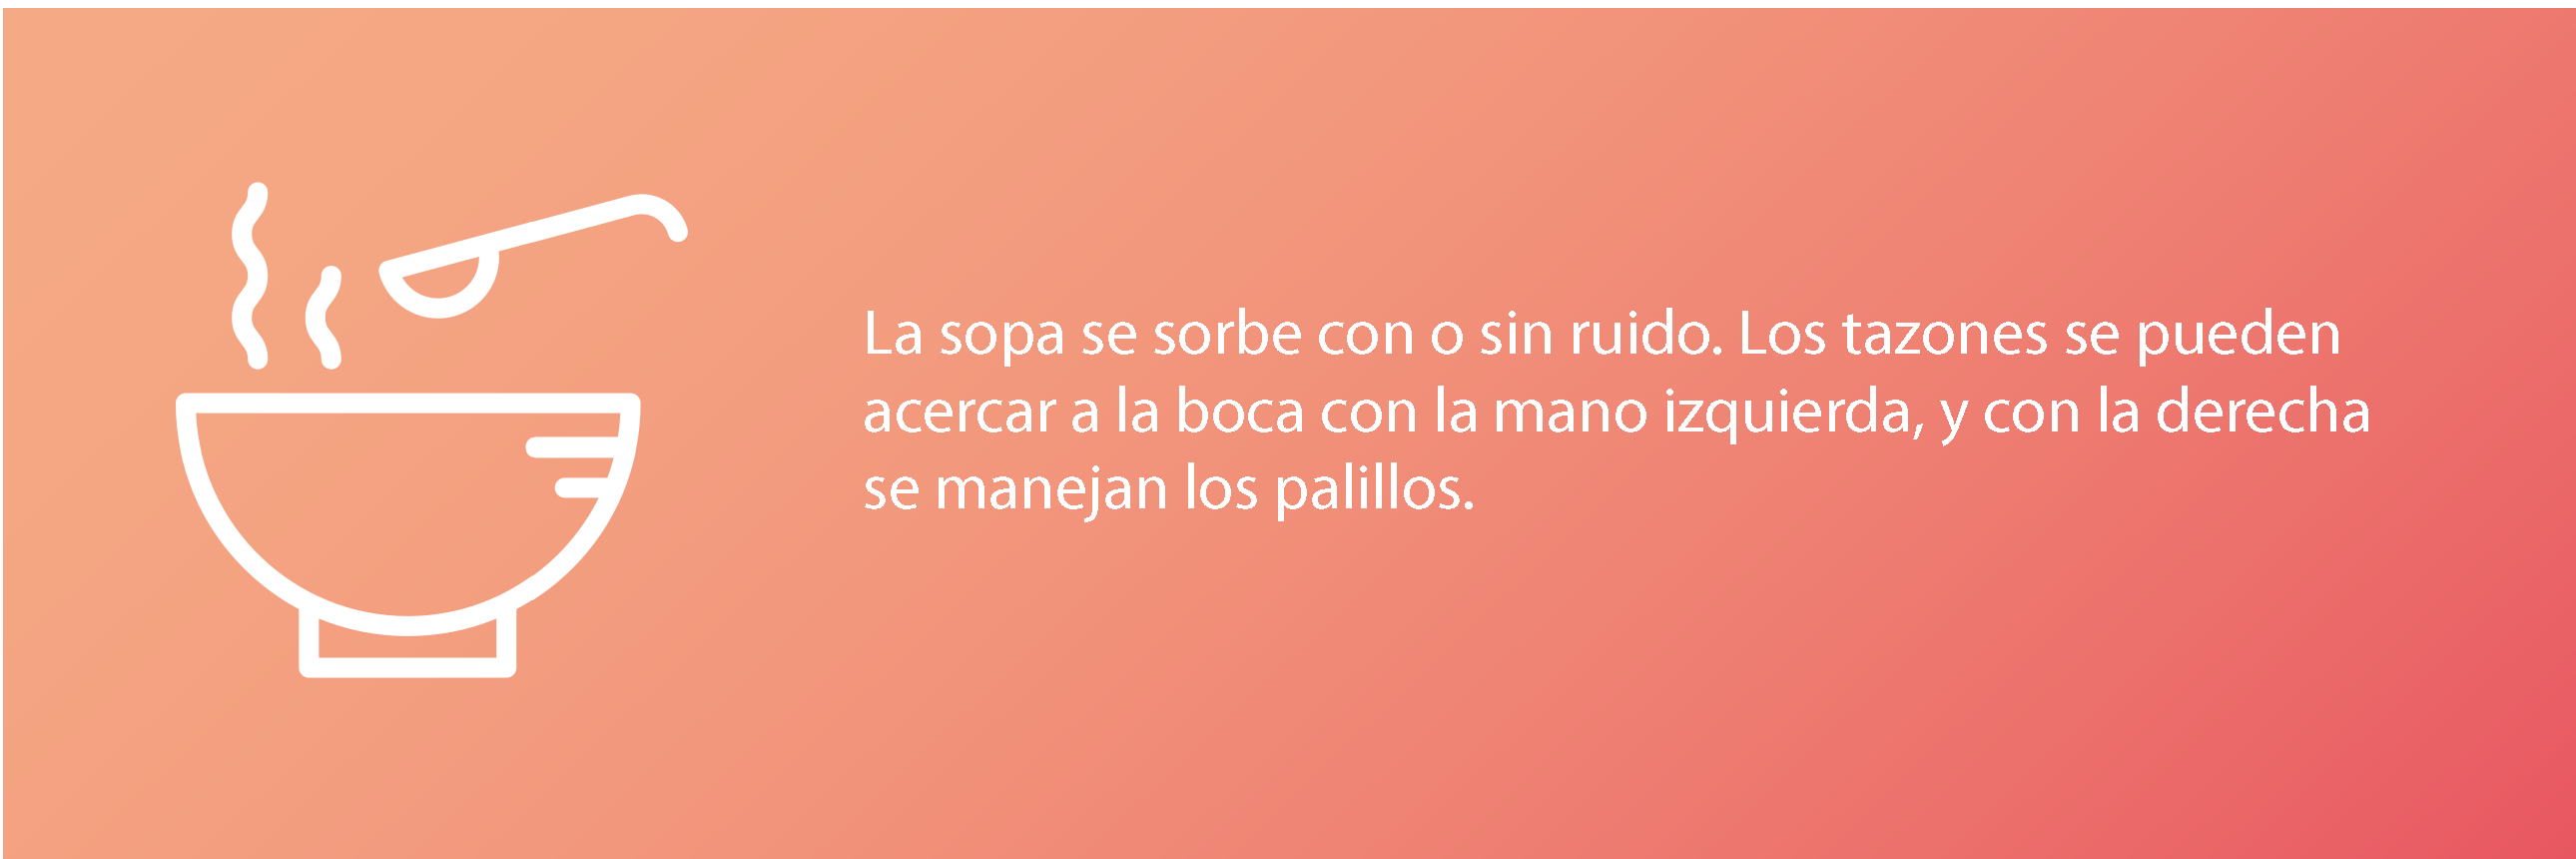 La sopa se sorbe con o sin ruido. Los tazones se pueden
acercar a la boca con la mano izquierda, y con la derecha
se manejan los palillos.